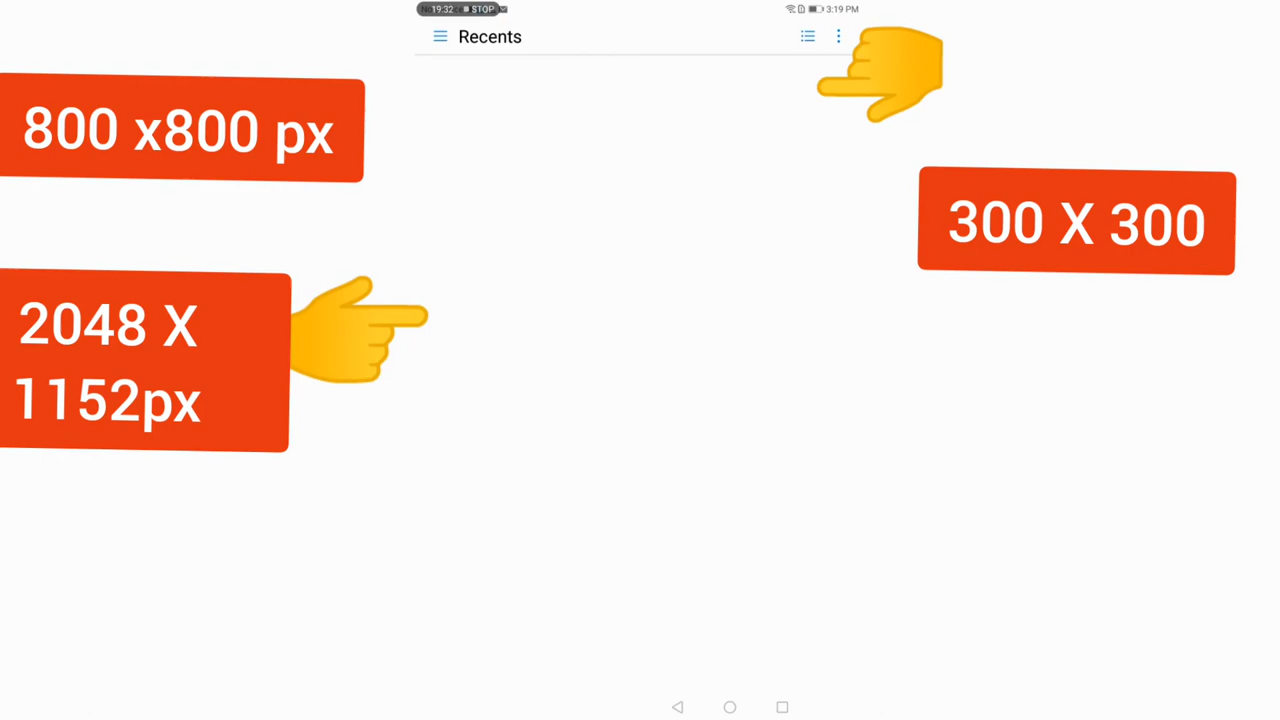 19:32 STOP
3:19 PM
Recents
800 x800 px
300 X 300
2048 X
1152px